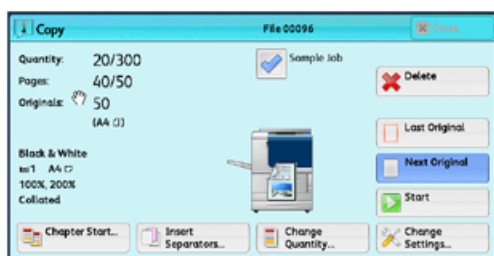 Copy
File 00096
Close
Quantity: 20/300
Sample Job
Pages: 40/50
Delete
Originals: 50
(A4)
Last Original
Black & White
1 A4
Next Original
100%, 200%
Collated
Start
Chapter Start...
Insert Separators...
Change Quantity...
Change Settings...